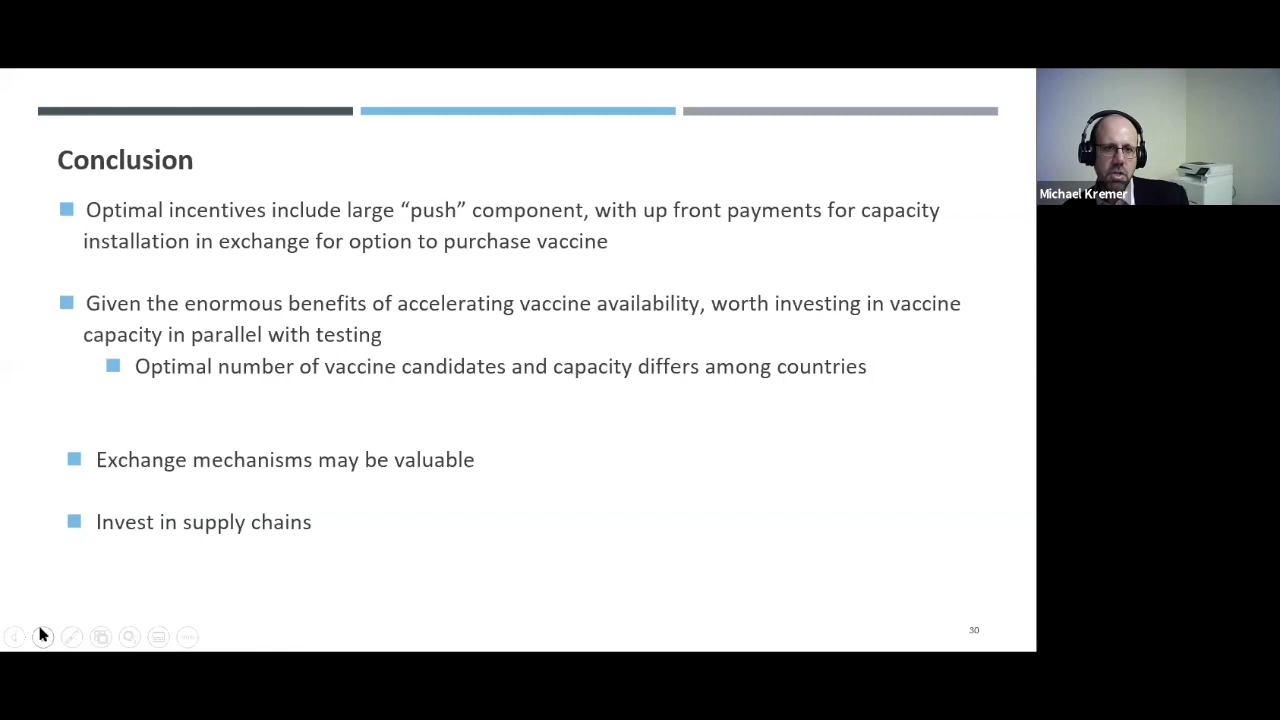 Conclusion
Optimal incentives include large “push” component, with up front payments for capacity
installation in exchange for option to purchase vaccine
Given the enormous benefits of accelerating vaccine availability, worth investing in vaccine
capacity in parallel with testing
Optimal number of vaccine candidates and capacity differs among countries
Exchange mechanisms may be valuable
Invest in supply chains
30
Michael Kremer